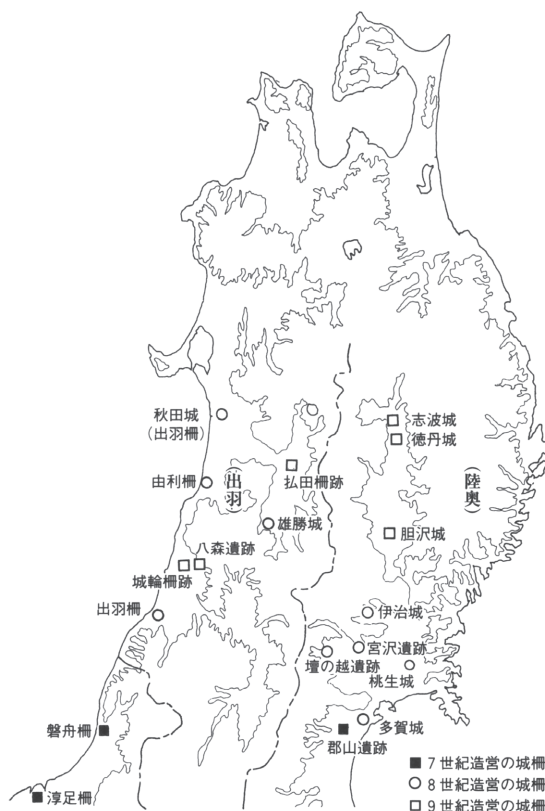 秋田城
(出羽柵)
志波城
徳丹城
払田柵跡
由利柵
(出羽)
(陸奥)
雄勝城
胆沢城
八森遺跡
城輪柵跡
出羽柵
伊治城
宮沢遺跡
壇の越遺跡
桃生城
多賀城
磐舟柵
郡山遺跡
渟足柵
■7世紀造営の城柵
○8世紀造営の城柵
□9世紀造営の城柵